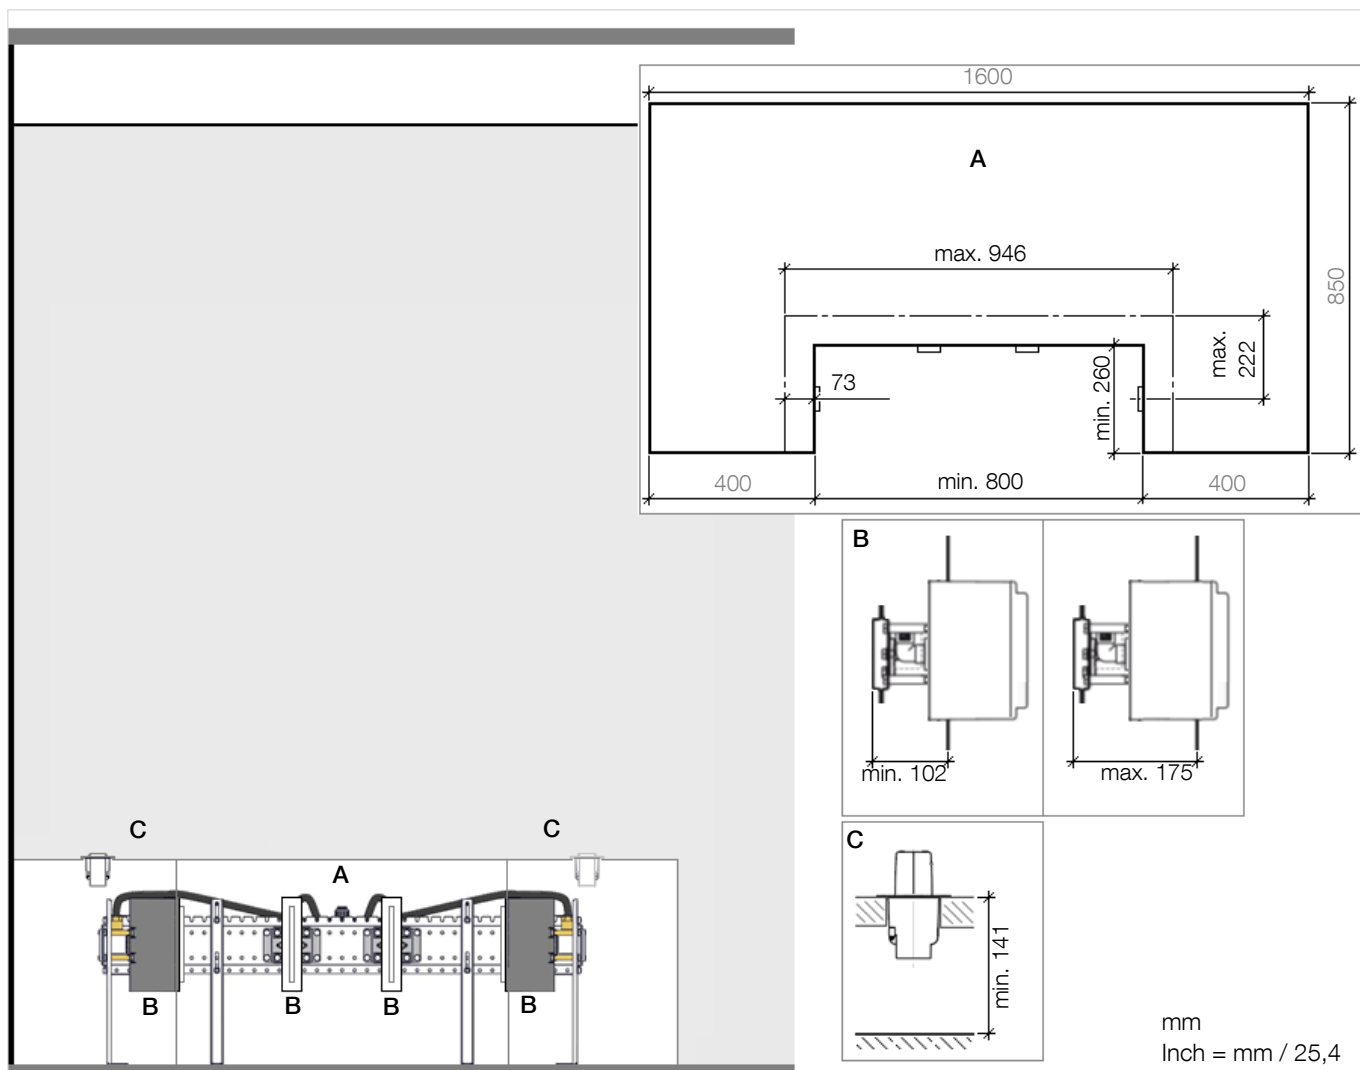 1600
A
max. 946
850
max.
222
73
min. 260
400
min. 800
400
B
min. 102
max. 175
C
C
A
C
min. 141
B
B
B
B
mm
Inch = mm / 25,4